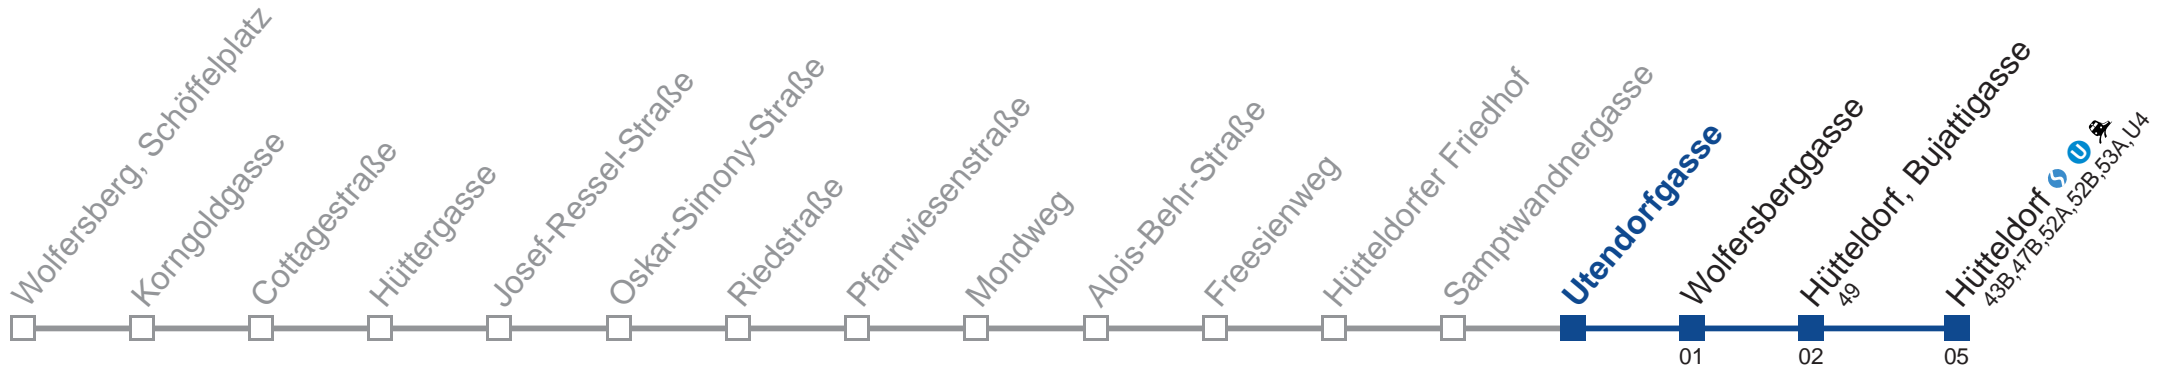 Wolfersberg, Schöffelplatz
Korngoldgasse
Cottagestraße
Hüttergasse
Josef-Ressel-Straße
Oskar-Simony-Straße
Riedstraße
Pfarrwiesenstraße
Mondweg
Alois-Behr-Straße
Freesienweg
Hütteldorfer Friedhof
Samptwandnergasse
Utendorfgasse
Wolfersberggasse
01
Hütteldorf, Bujattigasse
49
02
Hütteldorf S U
43B,47B,52A,52B,53A,U4
05